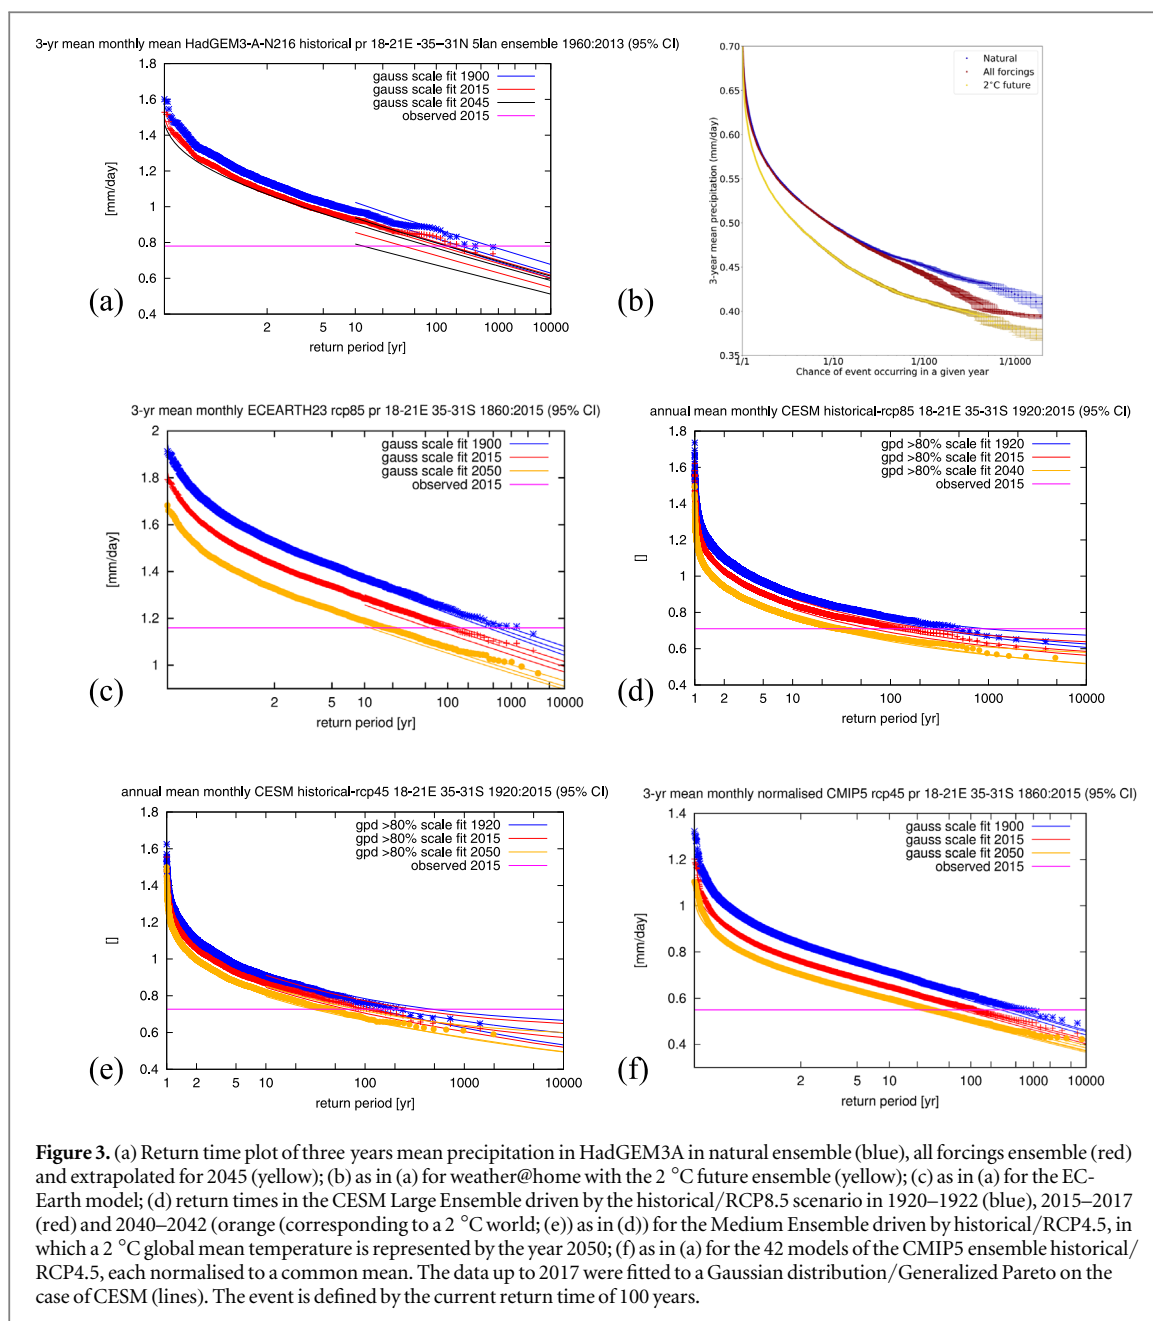 3-yr mean monthly mean HadGEM3-A-N216 historical pr 18-21E -35--31N 5lan ensemble 1960:2013 (95% CI)
1.8
1.6
1.4
1.2
1
0.8
0.6
0.4
[mm/day]
gauss scale fit 1900
gauss scale fit 2015
gauss scale fit 2045
observed 2015
2
5
10
100
1000
10000
return period [yr]
(a)
0.70
0.65
0.60
0.55
0.50
0.45
0.40
0.35
3-year mean precipitation (mm/day)
Natural
All forcings
2°C future
1/1
1/10
1/100
1/1000
Chance of event occurring in a given year
(b)
3-yr mean monthly ECEARTH23 rcp85 pr 18-21E 35-31S 1860:2015 (95% CI)
2
1.8
1.6
1.4
1.2
1
[mm/day]
gauss scale fit 1900
gauss scale fit 2015
gauss scale fit 2050
observed 2015
2
5
10
100
1000
10000
return period [yr]
(c)
annual mean monthly CESM historical-rcp85 18-21E 35-31S 1920:2015 (95% CI)
1.8
1.6
1.4
1.2
1
0.8
0.6
0.4
[]
gpd >80% scale fit 1920
gpd >80% scale fit 2015
gpd >80% scale fit 2040
observed 2015
1
2
5
10
100
1000
10000
return period [yr]
(d)
annual mean monthly CESM historical-rcp45 18-21E 35-31S 1920:2015 (95% CI)
1.8
1.6
1.4
1.2
1
0.8
0.6
0.4
[]
gpd >80% scale fit 1920
gpd >80% scale fit 2015
gpd >80% scale fit 2050
observed 2015
1
2
5
10
100
1000
10000
return period [yr]
(e)
3-yr mean monthly normalised CMIP5 rcp45 pr 18-21E 35-31S 1860:2015 (95% CI)
1.4
1.2
1
0.8
0.6
0.4
[mm/day]
gauss scale fit 1900
gauss scale fit 2015
gauss scale fit 2050
observed 2015
2
5
10
100
1000
10000
return period [yr]
(f)
Figure 3. (a) Return time plot of three years mean precipitation in HadGEM3A in natural ensemble (blue), all forcings ensemble (red)
and extrapolated for 2045 (yellow); (b) as in (a) for weather@home with the 2 °C future ensemble (yellow); (c) as in (a) for the EC-
Earth model; (d) return times in the CESM Large Ensemble driven by the historical/RCP8.5 scenario in 1920–1922 (blue), 2015–2017
(red) and 2040–2042 (orange (corresponding to a 2 °C world; (e)) as in (d)) for the Medium Ensemble driven by historical/RCP4.5, in
which a 2 °C global mean temperature is represented by the year 2050; (f) as in (a) for the 42 models of the CMIP5 ensemble historical/
RCP4.5, each normalised to a common mean. The data up to 2017 were fitted to a Gaussian distribution/Generalized Pareto on the
case of CESM (lines). The event is defined by the current return time of 100 years.